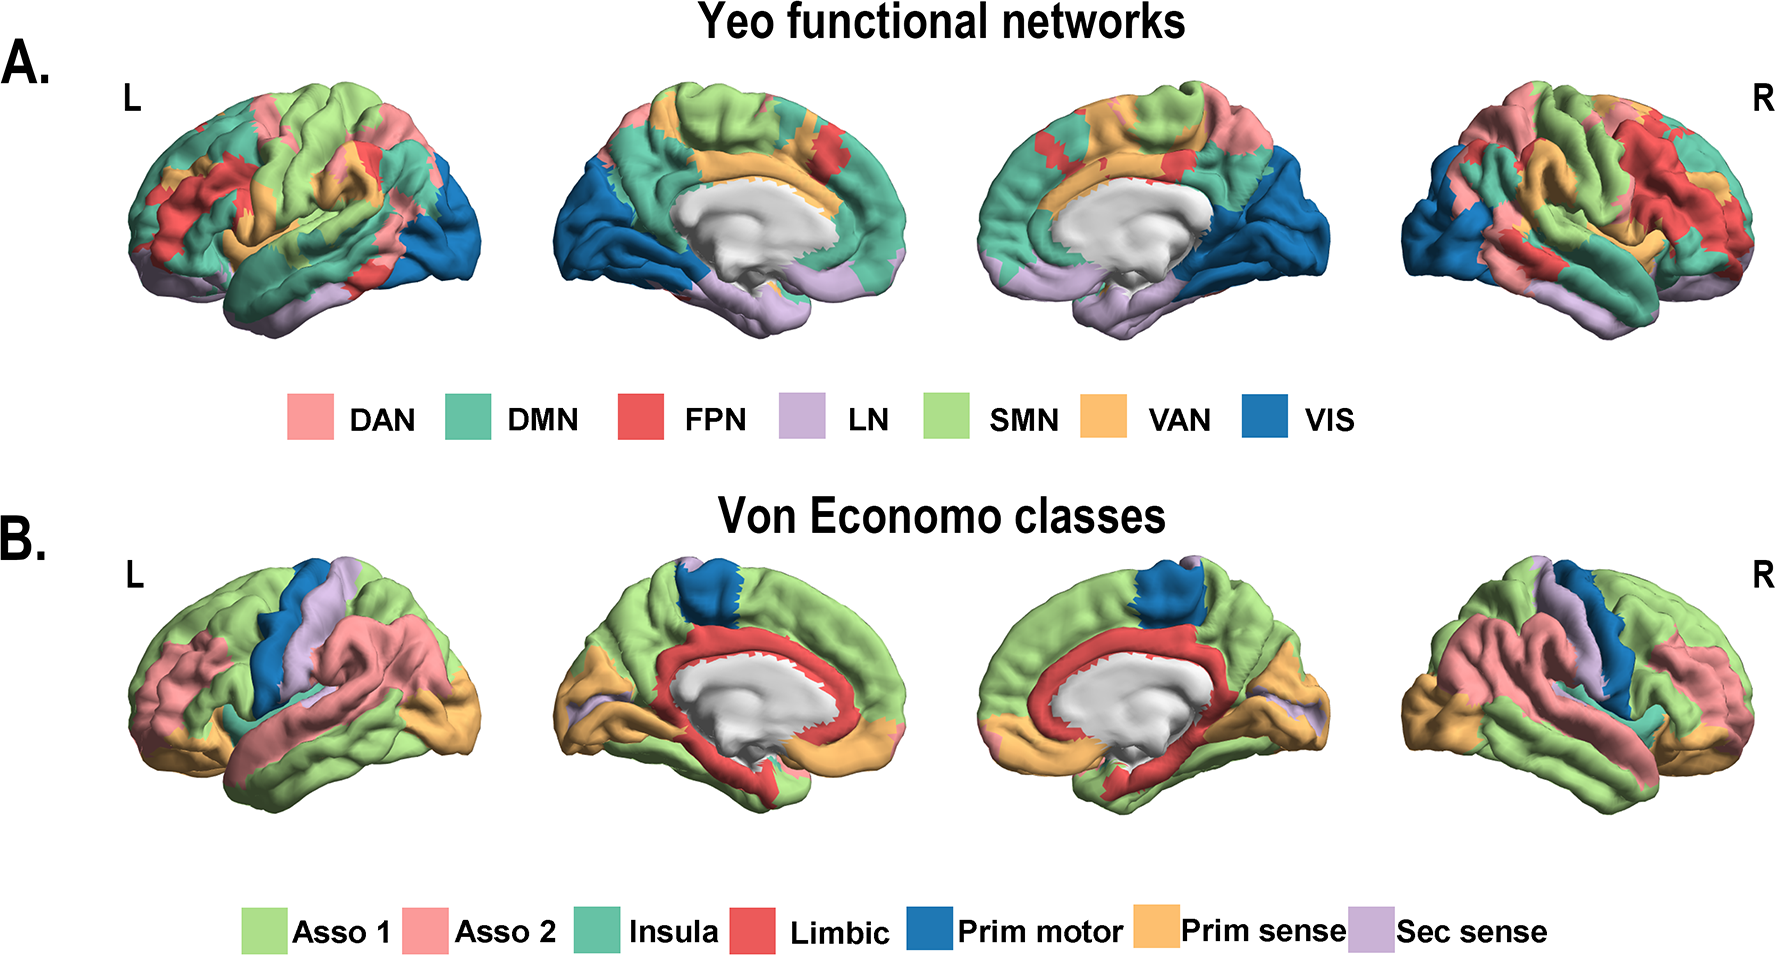 Yeo functional networks
A.
L
R
DAN DMN FPN LN SMN VAN VIS
Von Economo classes
B.
L
R
Asso 1 Asso 2 Insula Limbic Prim motor Prim sense Sec sense